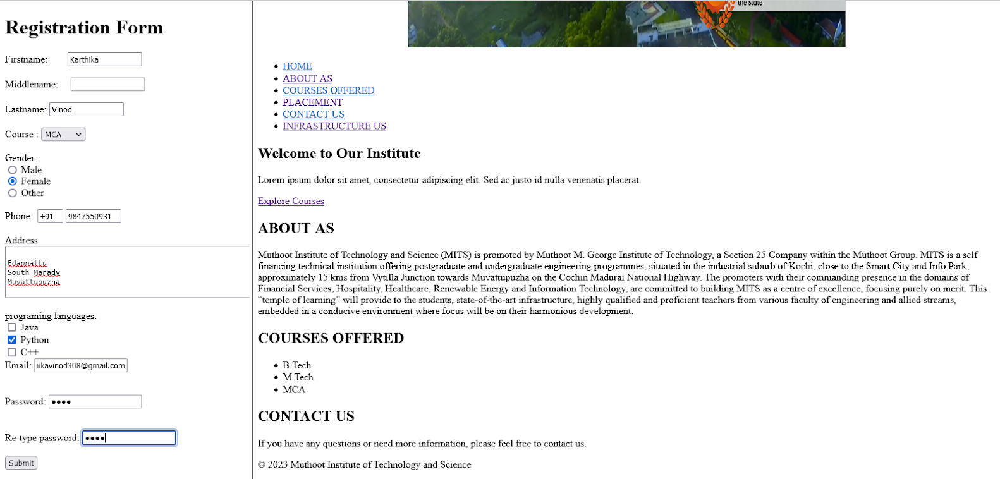 Registration Form
Firstname: Karthika
Middlename:
Lastname: Vinod
Course : MCA
Gender :
Male
Female
Other
Phone : +91 9847550931
Address
Edappattu
South Marady
Muvattupuzha
programing languages:
Java
Python
C++
Email: ikavinod308@gmail.com
Password: ••••
Re-type password: ••••
Submit
the State
HOME
ABOUT AS
COURSES OFFERED
PLACEMENT
CONTACT US
INFRASTRUCTURE US
Welcome to Our Institute
Lorem ipsum dolor sit amet, consectetur adipiscing elit. Sed ac justo id nulla venenatis placerat.
Explore Courses
ABOUT AS
Muthoot Institute of Technology and Science (MITS) is promoted by Muthoot M. George Institute of Technology, a Section 25 Company within the Muthoot Group. MITS is a self
financing technical institution offering postgraduate and undergraduate engineering programmes, situated in the industrial suburb of Kochi, close to the Smart City and Info Park,
approximately 15 kms from Vytilla Junction towards Muvattupuzha on the Cochin Madurai National Highway. The promoters with their commanding presence in the domains of
Financial Services, Hospitality, Healthcare, Renewable Energy and Information Technology, are committed to building MITS as a centre of excellence, focusing purely on merit. This
“temple of learning” will provide to the students, state-of-the-art infrastructure, highly qualified and proficient teachers from various faculty of engineering and allied streams,
embedded in a conducive environment where focus will be on their harmonious development.
COURSES OFFERED
B.Tech
M.Tech
MCA
CONTACT US
If you have any questions or need more information, please feel free to contact us.
© 2023 Muthoot Institute of Technology and Science